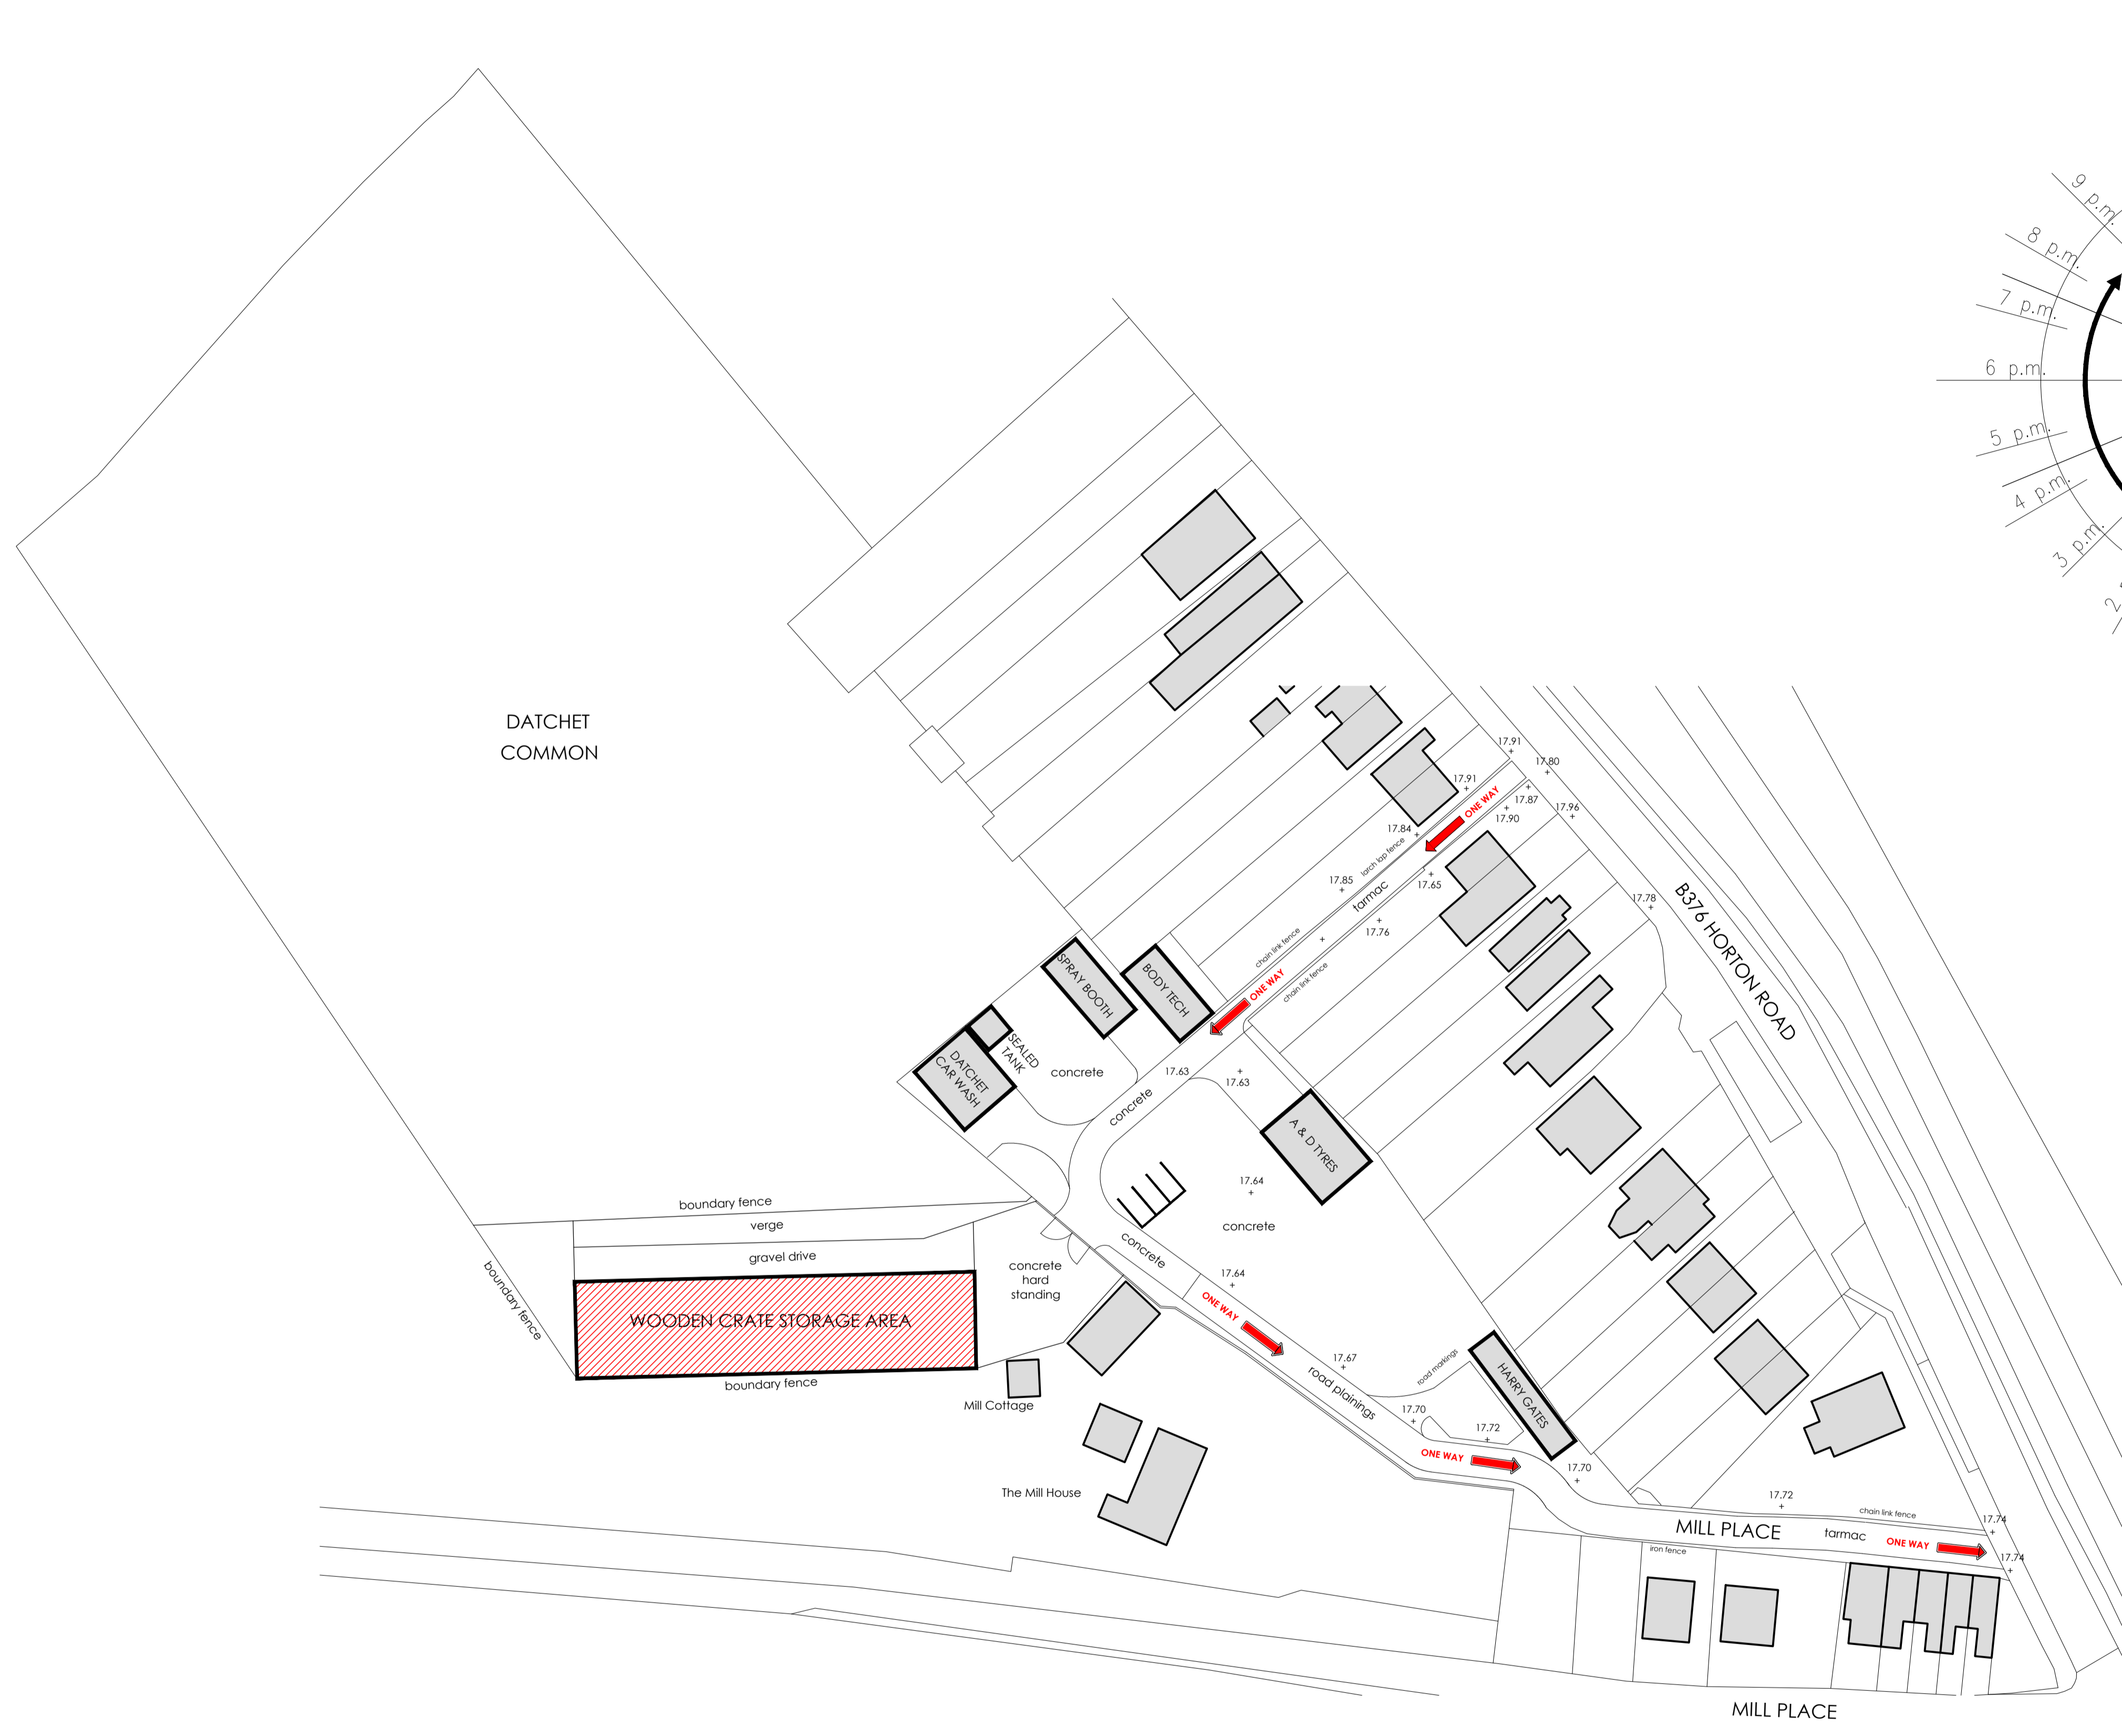 9 p.m.
8 p.m.
7 p.m.
6 p.m.
5 p.m.
4 p.m.
3 p.m.
2
DATCHET
COMMON
17.91
17.80
17.91
ONE WAY
17.87
17.96
17.90
17.84
larch lap fence
17.85
17.65
tarmac
17.78
B376 HORTON ROAD
17.76
chain link fence
chain link fence
ONE WAY
SPRAY BOOTH
BODY TECH
SEALED
TANK
DATCHET
CAR WASH
concrete
17.63
17.63
concrete
A & D TYRES
17.64
concrete
boundary fence
verge
gravel drive
boundary fence
concrete
hard
standing
concrete
17.64
WOODEN CRATE STORAGE AREA
ONE WAY
boundary fence
17.67
road markings
road plainings
HARRY GATES
Mill Cottage
17.70
17.72
ONE WAY
17.70
The Mill House
17.72
chain link fence
17.74
MILL PLACE
tarmac
ONE WAY
iron fence
17.74
MILL PLACE